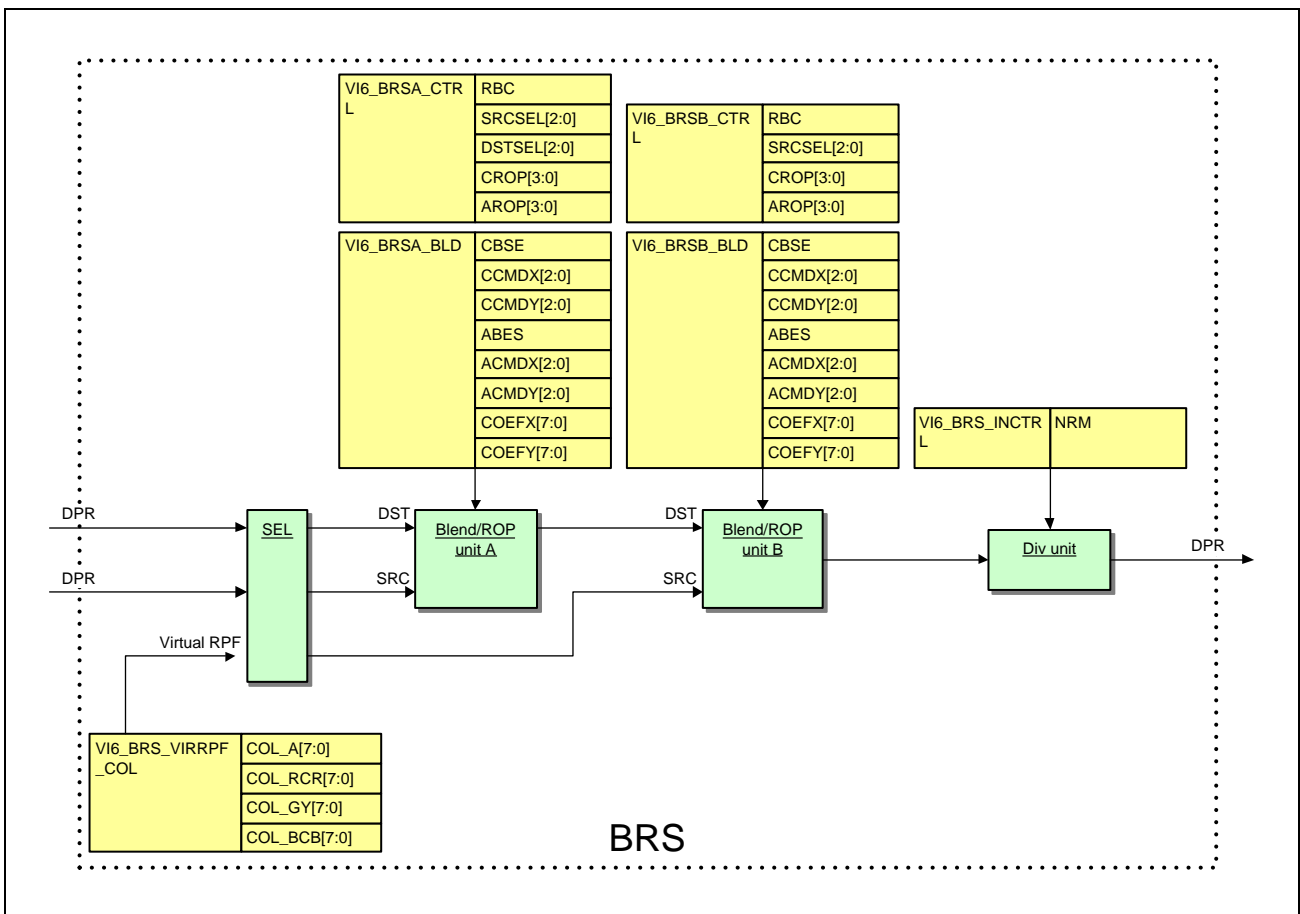 VI6_BRSA_CTR
L
RBC
SRCSEL[2:0]
DSTSEL[2:0]
CROP[3:0]
AROP[3:0]
VI6_BRSB_CTR
L
RBC
SRCSEL[2:0]
CROP[3:0]
AROP[3:0]
VI6_BRSA_BLD
CBSE
CCMDX[2:0]
CCMDY[2:0]
ABES
ACMDX[2:0]
ACMDY[2:0]
COEFX[7:0]
COEFY[7:0]
VI6_BRSB_BLD
CBSE
CCMDX[2:0]
CCMDY[2:0]
ABES
ACMDX[2:0]
ACMDY[2:0]
COEFX[7:0]
COEFY[7:0]
VI6_BRS_INCTR
L
NRM
DPR
DPR
Virtual RPF
SEL
DST
SRC
Blend/ROP
unit A
DST
SRC
Blend/ROP
unit B
Div unit
DPR
VI6_BRS_VIRRPF
_COL
COL_A[7:0]
COL_RCR[7:0]
COL_GY[7:0]
COL_BCB[7:0]
BRS